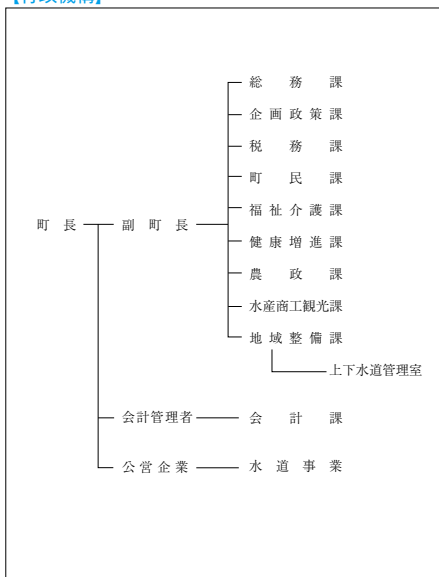 【行政機構】
総務課
企画政策課
税務課
町民課
町長 副町長 福祉介護課
健康増進課
農政課
水産商工観光課
地域整備課
上下水道管理室
会計管理者 会計課
公営企業 水道事業